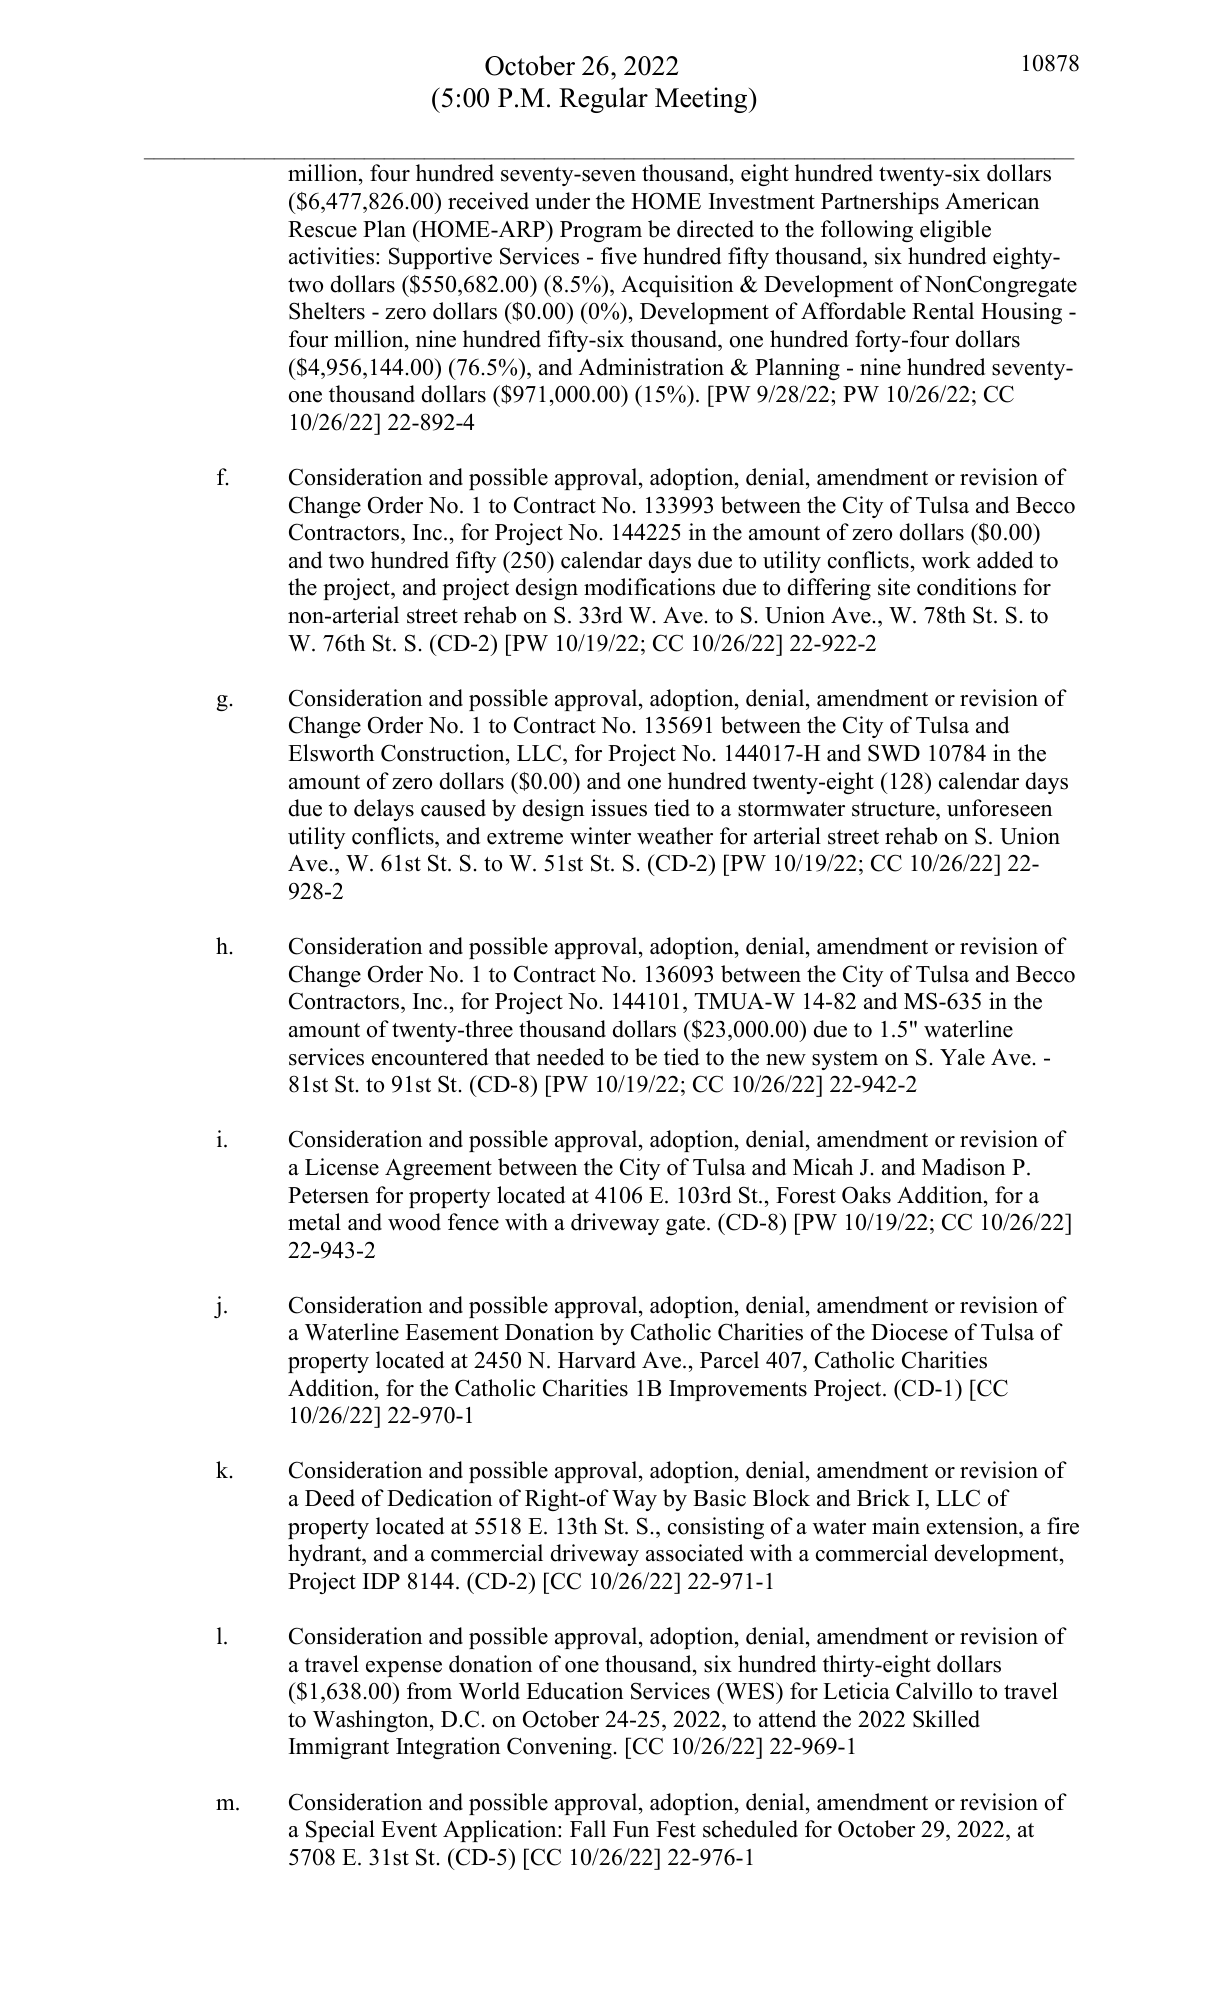 October 26, 2022
10878
(5:00 P.M. Regular Meeting)
million, four hundred seventy-seven thousand, eight hundred twenty-six dollars
($6,477,826.00) received under the HOME Investment Partnerships American
Rescue Plan (HOME-ARP) Program be directed to the following eligible
activities: Supportive Services - five hundred fifty thousand, six hundred eighty-
two dollars ($550,682.00) (8.5%), Acquisition & Development of NonCongregate
Shelters - zero dollars ($0.00) (0%), Development of Affordable Rental Housing -
four million, nine hundred fifty-six thousand, one hundred forty-four dollars
($4,956,144.00) (76.5%), and Administration & Planning - nine hundred seventy-
one thousand dollars ($971,000.00) (15%). [PW 9/28/22; PW 10/26/22; CC
10/26/22] 22-892-4
f. Consideration and possible approval, adoption, denial, amendment or revision of
Change Order No. 1 to Contract No. 133993 between the City of Tulsa and Becco
Contractors, Inc., for Project No. 144225 in the amount of zero dollars ($0.00)
and two hundred fifty (250) calendar days due to utility conflicts, work added to
the project, and project design modifications due to differing site conditions for
non-arterial street rehab on S. 33rd W. Ave. to S. Union Ave., W. 78th St. S. to
W. 76th St. S. (CD-2) [PW 10/19/22; CC 10/26/22] 22-922-2
g. Consideration and possible approval, adoption, denial, amendment or revision of
Change Order No. 1 to Contract No. 135691 between the City of Tulsa and
Elsworth Construction, LLC, for Project No. 144017-H and SWD 10784 in the
amount of zero dollars ($0.00) and one hundred twenty-eight (128) calendar days
due to delays caused by design issues tied to a stormwater structure, unforeseen
utility conflicts, and extreme winter weather for arterial street rehab on S. Union
Ave., W. 61st St. S. to W. 51st St. S. (CD-2) [PW 10/19/22; CC 10/26/22] 22-
928-2
h. Consideration and possible approval, adoption, denial, amendment or revision of
Change Order No. 1 to Contract No. 136093 between the City of Tulsa and Becco
Contractors, Inc., for Project No. 144101, TMUA-W 14-82 and MS-635 in the
amount of twenty-three thousand dollars ($23,000.00) due to 1.5" waterline
services encountered that needed to be tied to the new system on S. Yale Ave. -
81st St. to 91st St. (CD-8) [PW 10/19/22; CC 10/26/22] 22-942-2
i. Consideration and possible approval, adoption, denial, amendment or revision of
a License Agreement between the City of Tulsa and Micah J. and Madison P.
Petersen for property located at 4106 E. 103rd St., Forest Oaks Addition, for a
metal and wood fence with a driveway gate. (CD-8) [PW 10/19/22; CC 10/26/22]
22-943-2
j. Consideration and possible approval, adoption, denial, amendment or revision of
a Waterline Easement Donation by Catholic Charities of the Diocese of Tulsa of
property located at 2450 N. Harvard Ave., Parcel 407, Catholic Charities
Addition, for the Catholic Charities 1B Improvements Project. (CD-1) [CC
10/26/22] 22-970-1
k. Consideration and possible approval, adoption, denial, amendment or revision of
a Deed of Dedication of Right-of Way by Basic Block and Brick I, LLC of
property located at 5518 E. 13th St. S., consisting of a water main extension, a fire
hydrant, and a commercial driveway associated with a commercial development,
Project IDP 8144. (CD-2) [CC 10/26/22] 22-971-1
l. Consideration and possible approval, adoption, denial, amendment or revision of
a travel expense donation of one thousand, six hundred thirty-eight dollars
($1,638.00) from World Education Services (WES) for Leticia Calvillo to travel
to Washington, D.C. on October 24-25, 2022, to attend the 2022 Skilled
Immigrant Integration Convening. [CC 10/26/22] 22-969-1
m. Consideration and possible approval, adoption, denial, amendment or revision of
a Special Event Application: Fall Fun Fest scheduled for October 29, 2022, at
5708 E. 31st St. (CD-5) [CC 10/26/22] 22-976-1